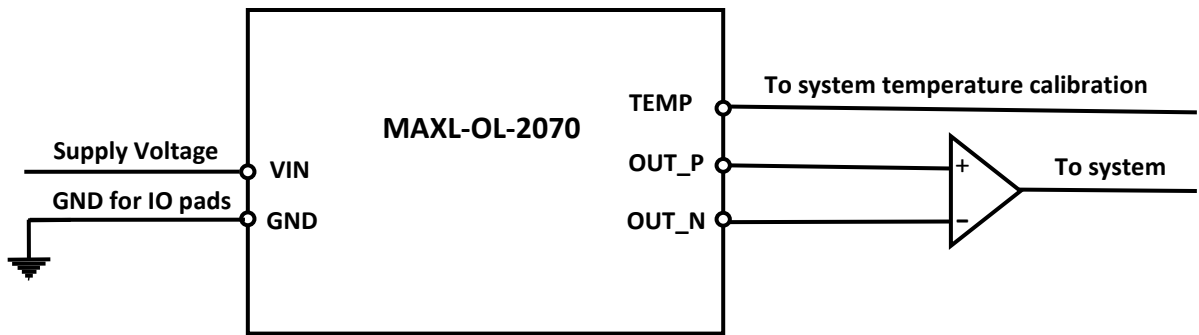 To system temperature calibration
TEMP
MAXL-OL-2070
Supply Voltage
VIN
OUT_P
+
To system
GND for IO pads
GND
OUT_N
−